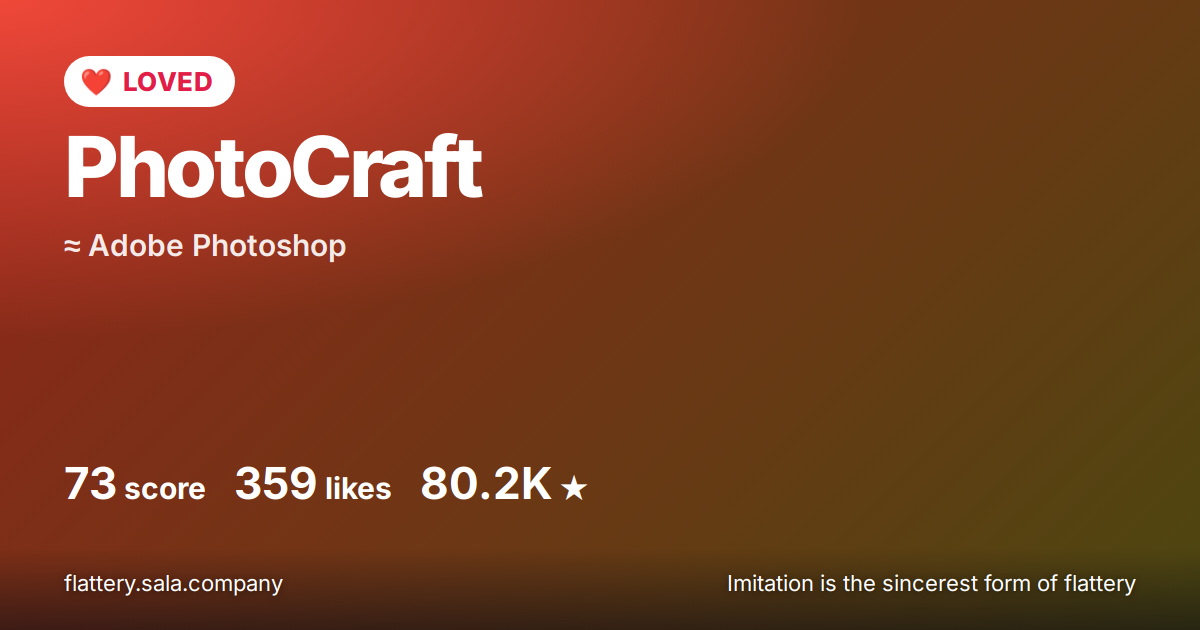 ❤️ LOVED
PhotoCraft
≈ Adobe Photoshop
73 score 359 likes 80.2K ★
flattery.sala.company
Imitation is the sincerest form of flattery